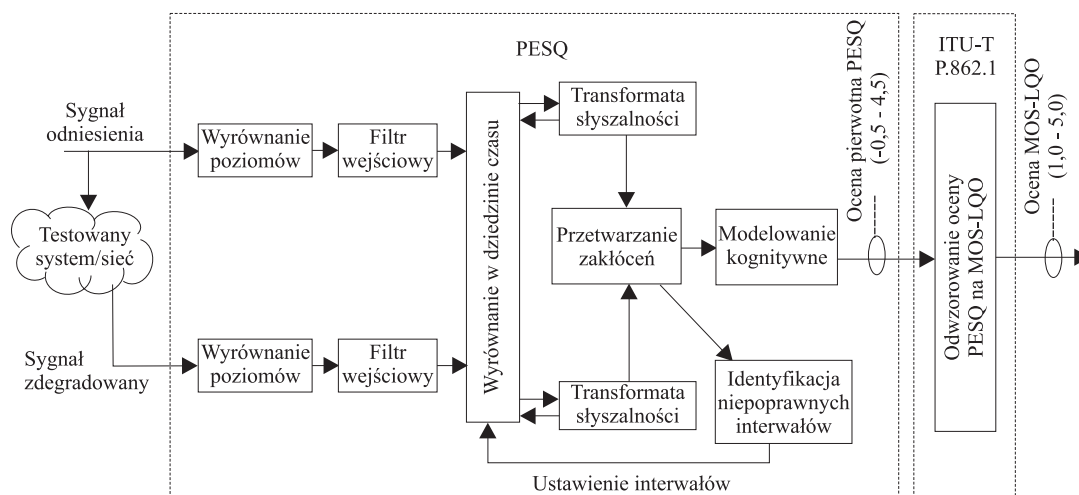 PESQ
ITU-T
P.862.1
Sygnał
odniesienia
Wyrównanie
poziomów
Filtr
wejściowy
Wyrównanie w dziedzinie czasu
Transformata
słyszalności
Ocena pierwotna PESQ
(-0,5 - 4,5)
Ocena MOS-LQO
(1,0 - 5,0)
Testowany
system/sieć
Przetwarzanie
zakłóceń
Modelowanie
kognitywne
Odwzorowanie oceny
PESQ na MOS-LQO
Sygnał
zdegradowany
Wyrównanie
poziomów
Filtr
wejściowy
Transformata
słyszalności
Identyfikacja
niepoprawnych
interwałów
Ustawienie interwałów